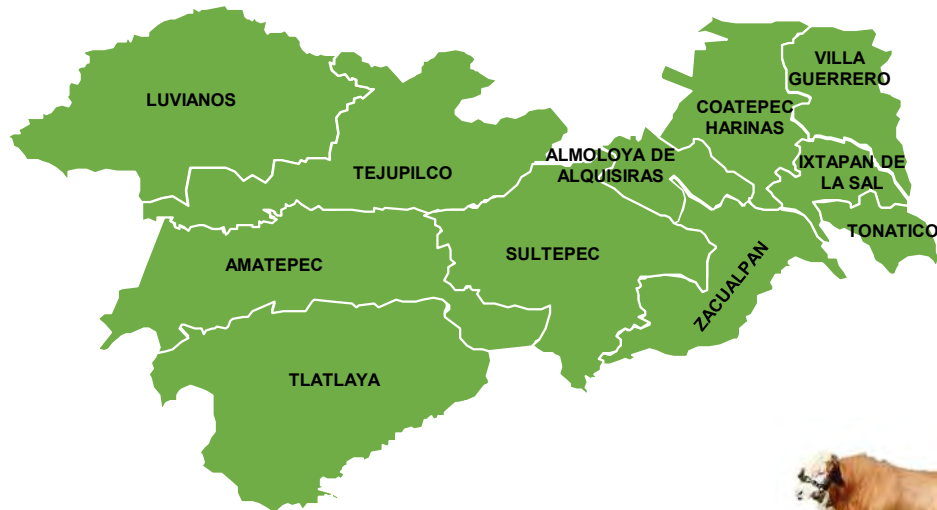 LUVIANOS
TEJUPILCO
ALMOLOYA DE
ALQUISIRAS
COATEPEC
HARINAS
VILLA
GUERRERO
IXTAPAN DE
LA SAL
TONATICO
AMATEPEC
SULTEPEC
ZACUALPAN
TLATLAYA